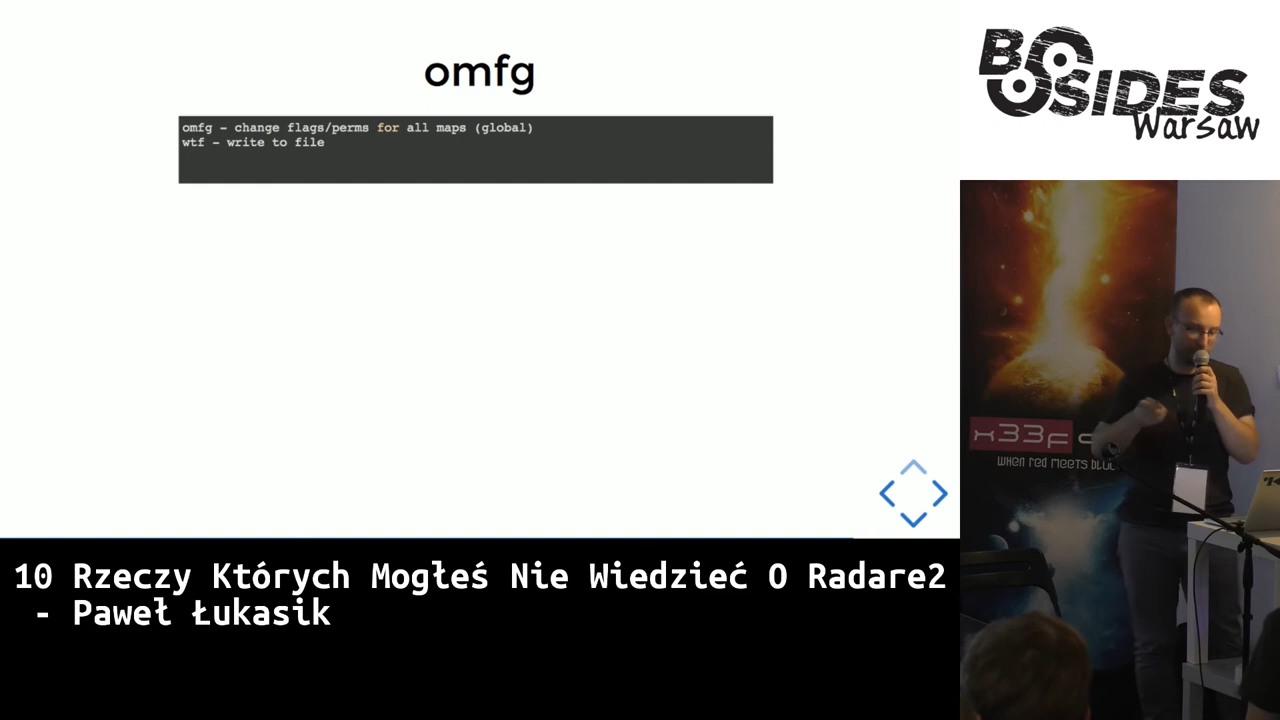 omfg
omfg - change flags/perms for all maps (global)
wtf - write to file
BSIDES
Warsaw
x33f
when red meets blue
10 Rzeczy Których Mogłeś Nie Wiedzieć O Radare2
- Paweł Łukasik